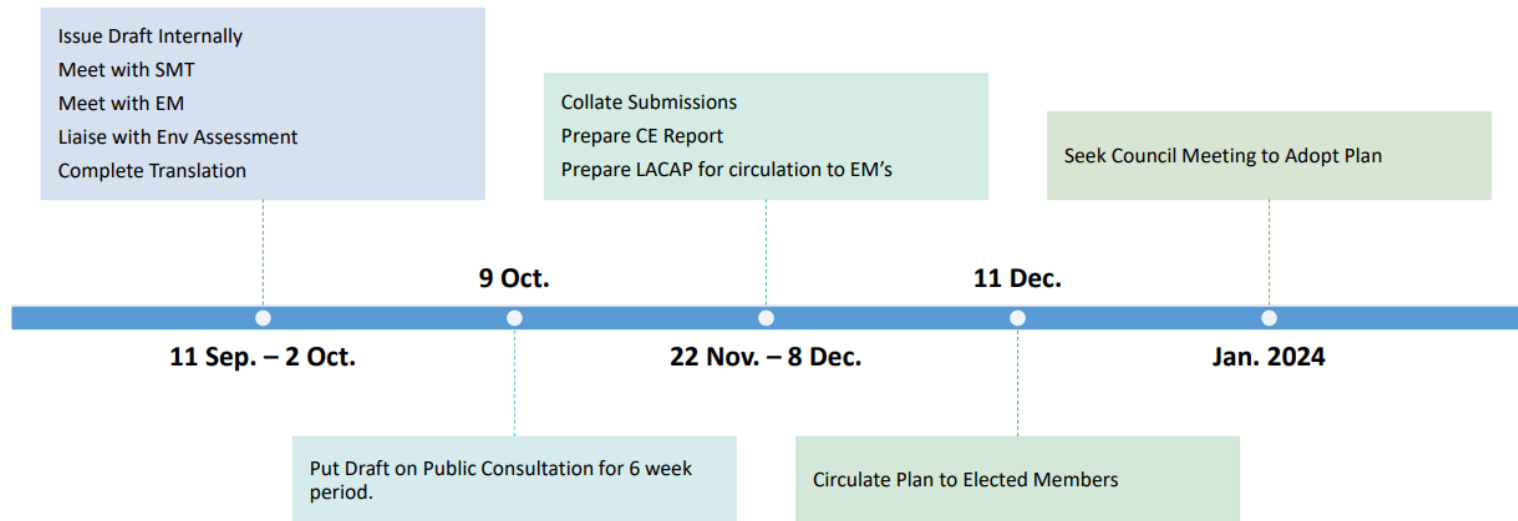 Issue Draft Internally
Meet with SMT
Meet with EM
Liaise with Env Assessment
Complete Translation
11 Sep. – 2 Oct.
9 Oct.
Put Draft on Public Consultation for 6 week
period.
Collate Submissions
Prepare CE Report
Prepare LACAP for circulation to EM’s
22 Nov. – 8 Dec.
11 Dec.
Circulate Plan to Elected Members
Seek Council Meeting to Adopt Plan
Jan. 2024